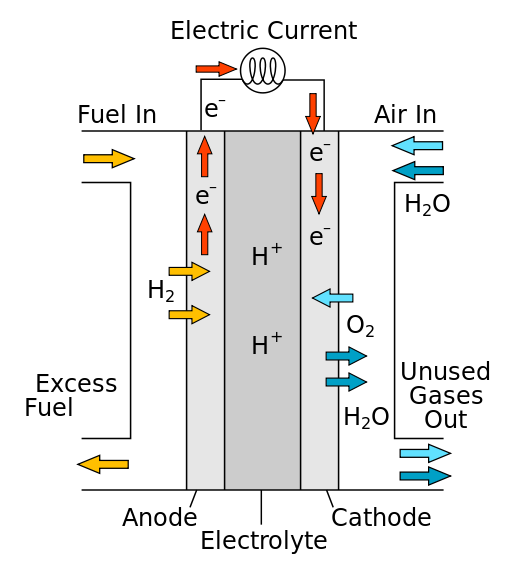 Electric Current
e⁻
Fuel In
Air In
e⁻
e⁻
H₂O
e⁻
H⁺
H₂
O₂
H⁺
Excess
Fuel
Unused
Gases
Out
H₂O
Anode
Cathode
Electrolyte